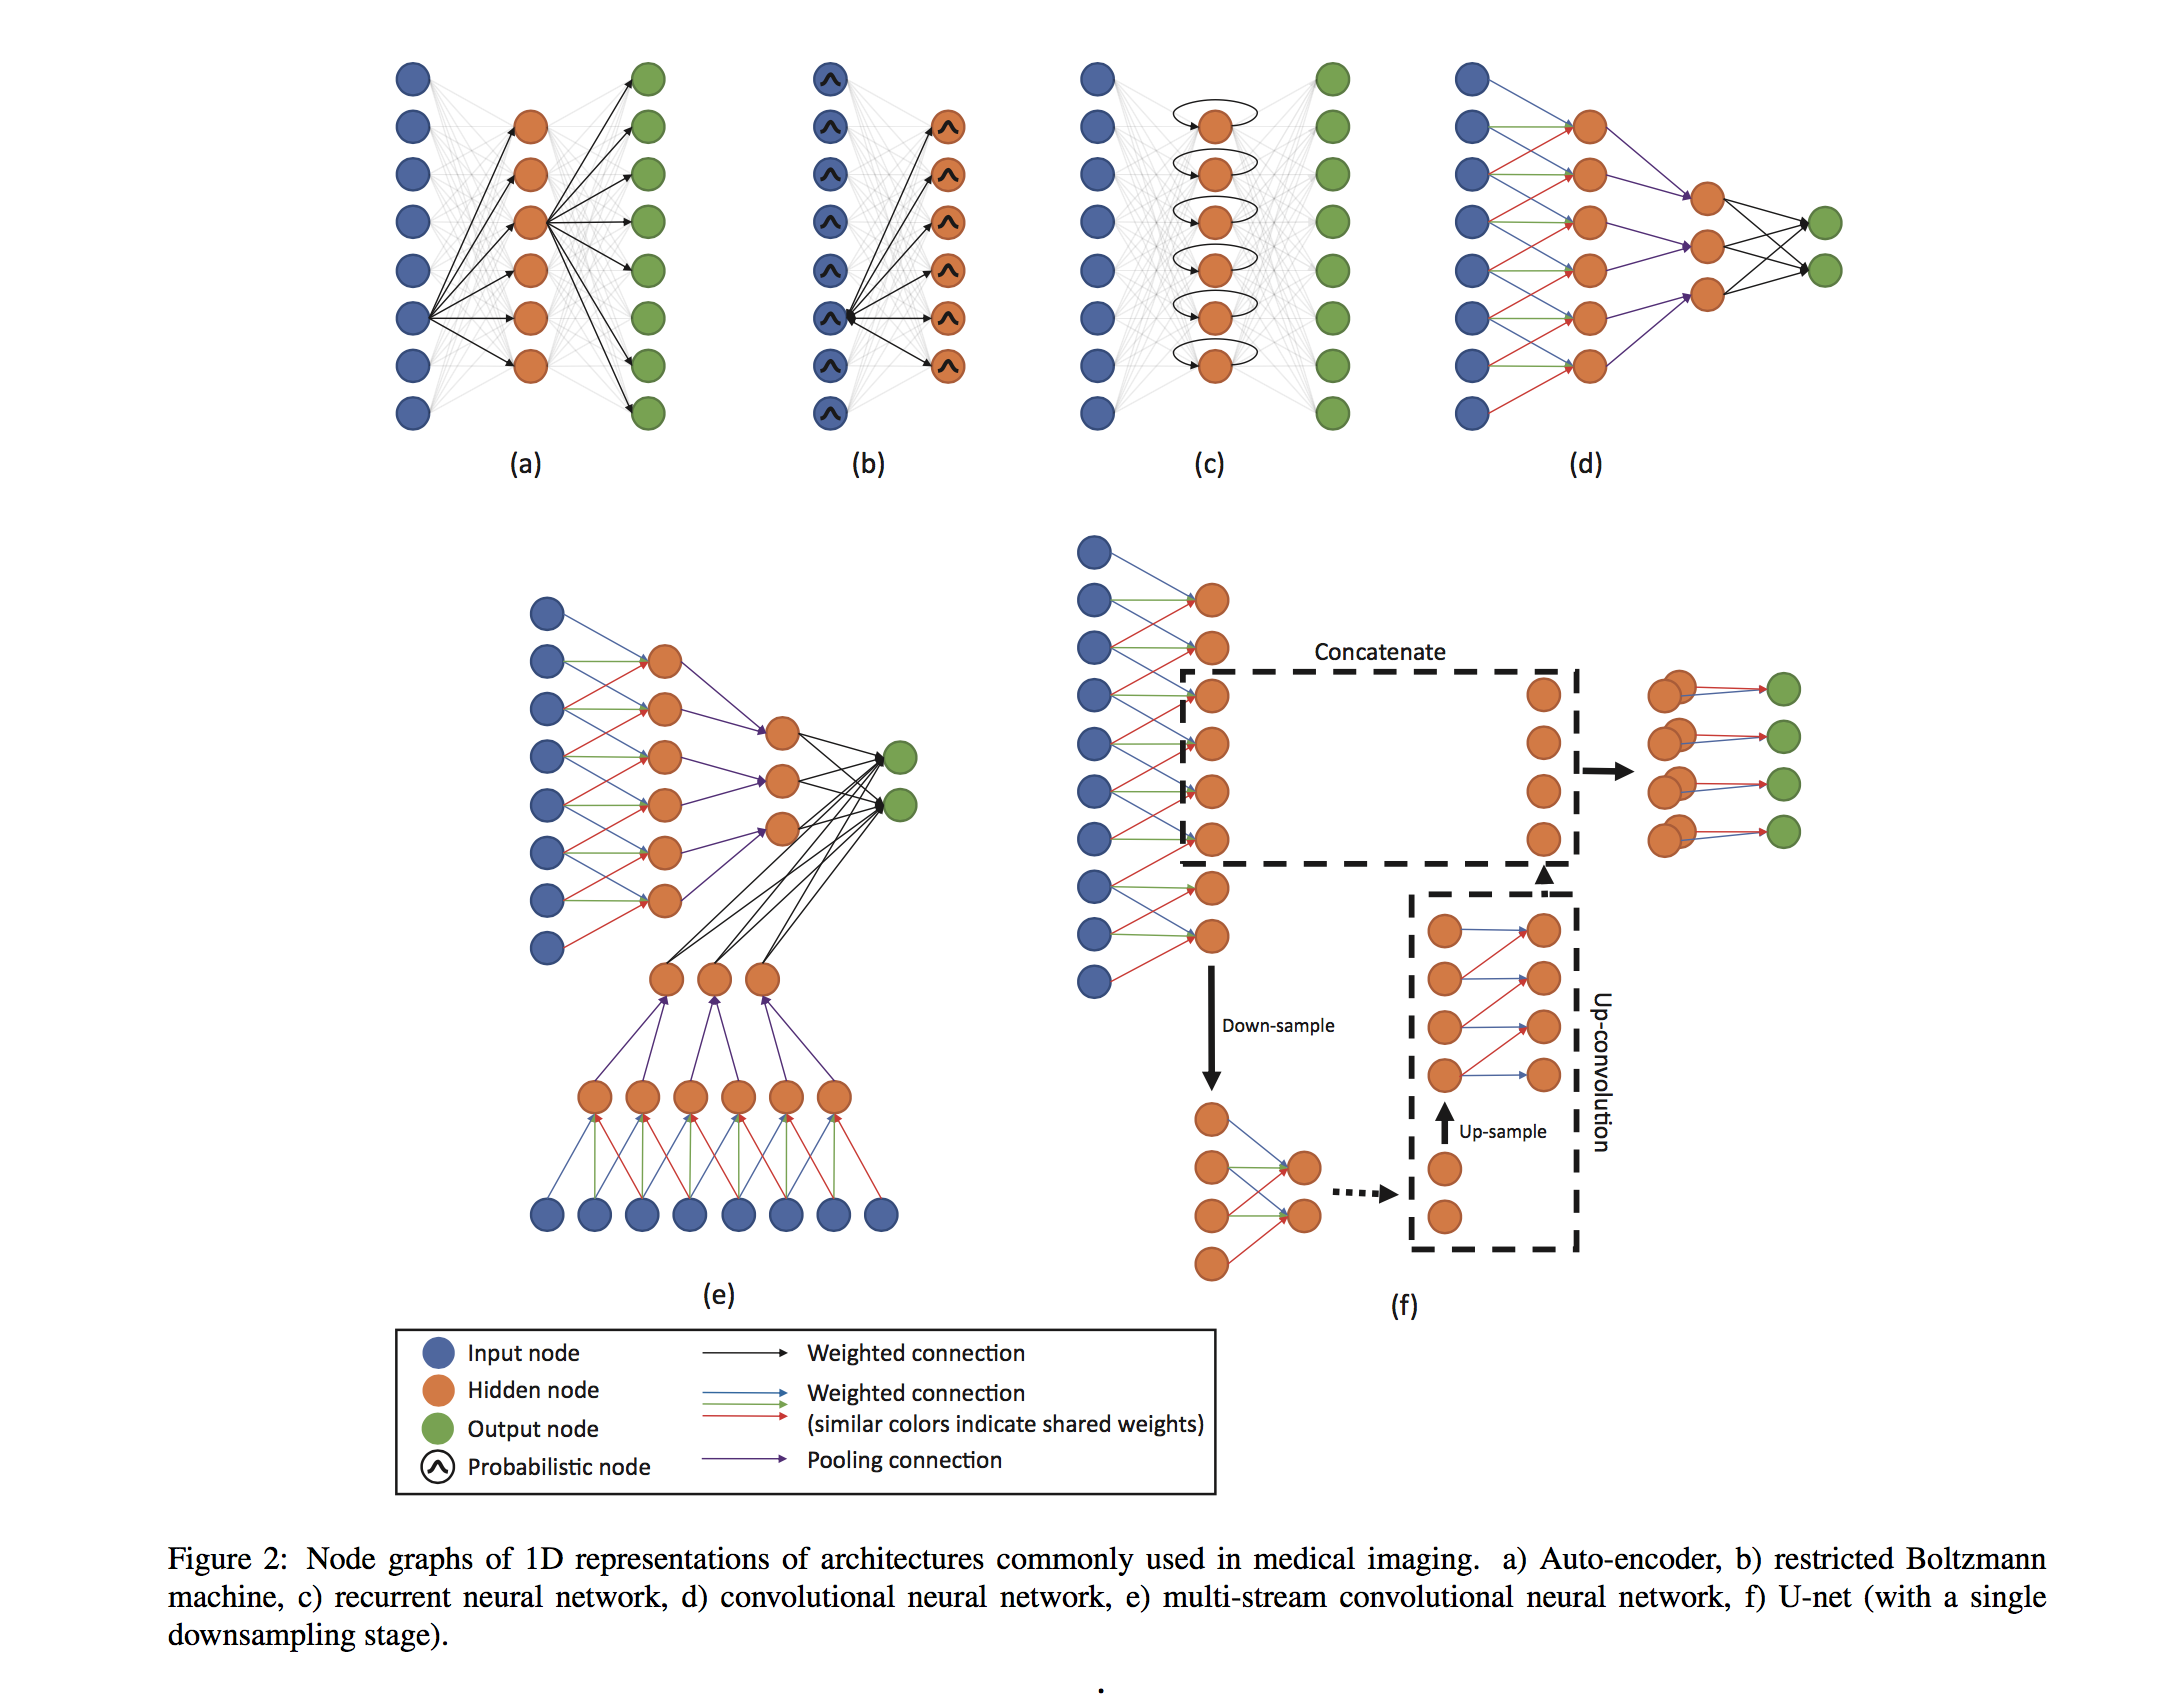 (a)
(b)
(c)
(d)
Concatenate
Down-sample
Up-sample
Up-convolution
(e)
(f)
Input node
Hidden node
Output node
Probabilistic node
Weighted connection
Weighted connection
(similar colors indicate shared weights)
Pooling connection
Figure 2: Node graphs of 1D representations of architectures commonly used in medical imaging. a) Auto-encoder, b) restricted Boltzmann
machine, c) recurrent neural network, d) convolutional neural network, e) multi-stream convolutional neural network, f) U-net (with a single
downsampling stage).
.